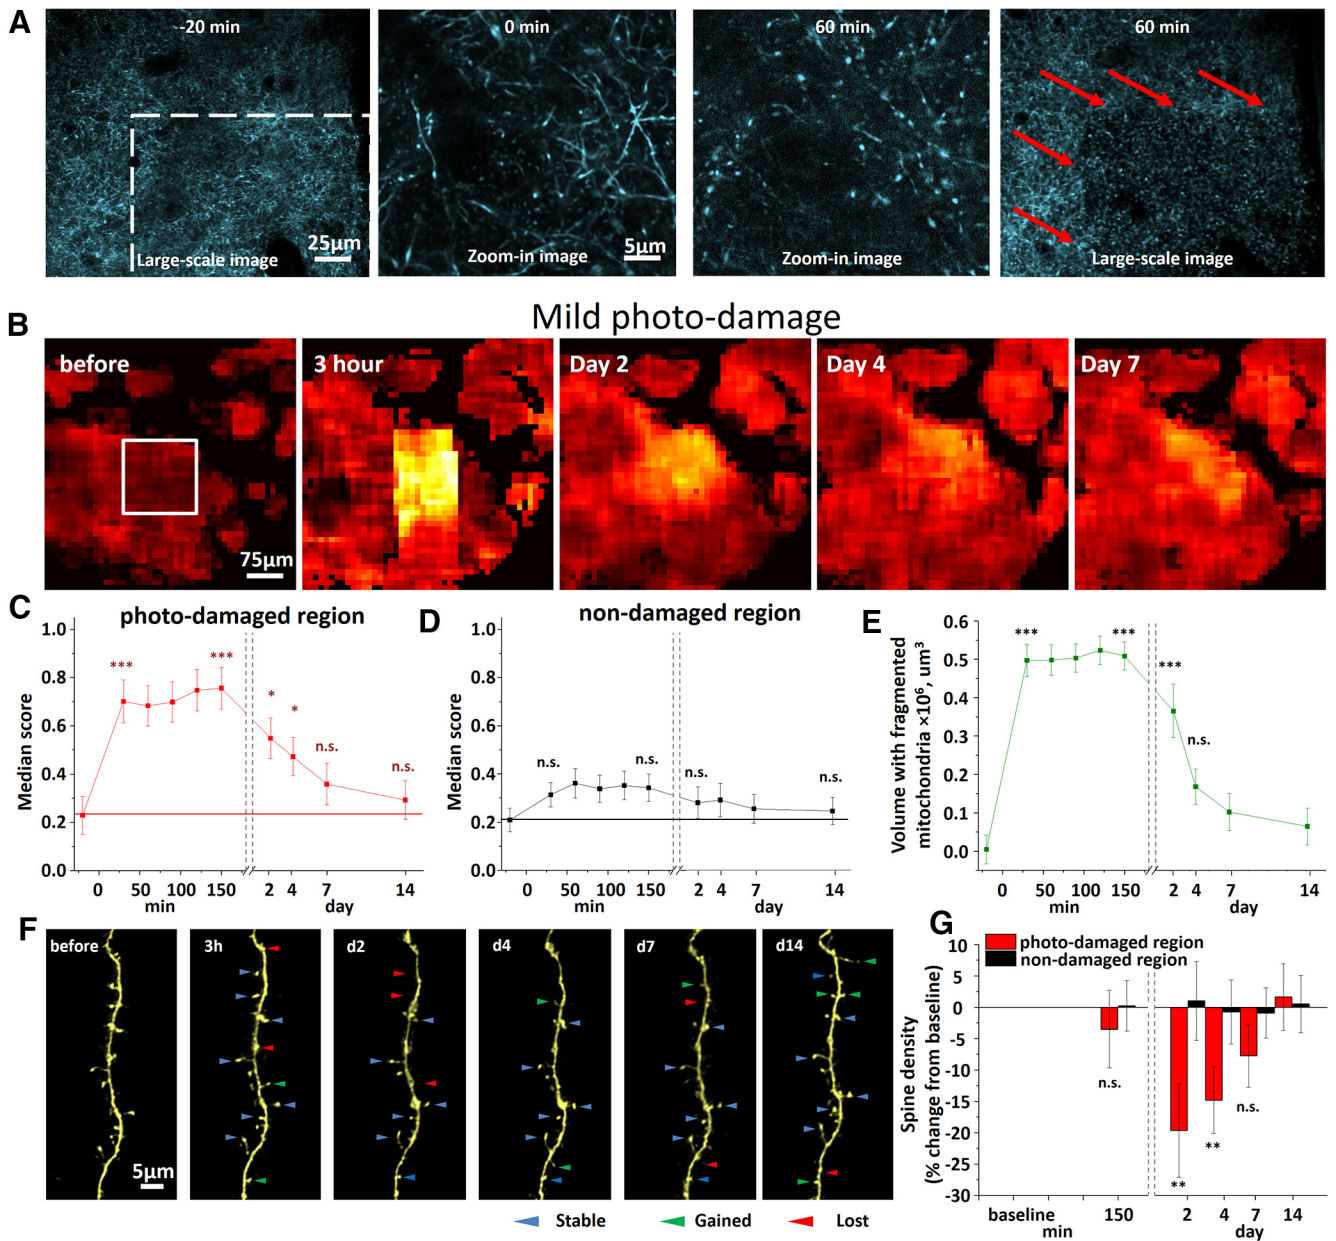 A
-20 min
0 min
60 min
60 min
25µm
Large-scale image
5µm
Zoom-in image
Zoom-in image
Large-scale image
B
Mild photo-damage
before
3 hour
Day 2
Day 4
Day 7
75µm
C
photo-damaged region
Median score
1.0
0.8
0.6
0.4
0.2
0.0
***
***
*
*
n.s.
n.s.
0 50 100 150 2 4 7 14
min day
D
non-damaged region
Median score
1.0
0.8
0.6
0.4
0.2
0.0
n.s.
n.s.
n.s.
n.s.
0 50 100 150 2 4 7 14
min day
E
Volume with fragmented
mitochondria ×10⁶, um³
0.6
0.5
0.4
0.3
0.2
0.1
0.0
***
***
***
n.s.
0 50 100 150 2 4 7 14
min day
F
before
3h
d2
d4
d7
d14
5µm
Stable
Gained
Lost
G
photo-damaged region
non-damaged region
Spine density
(% change from baseline)
10
5
0
-5
-10
-15
-20
-25
-30
n.s.
**
**
n.s.
baseline 150 2 4 7 14
min day